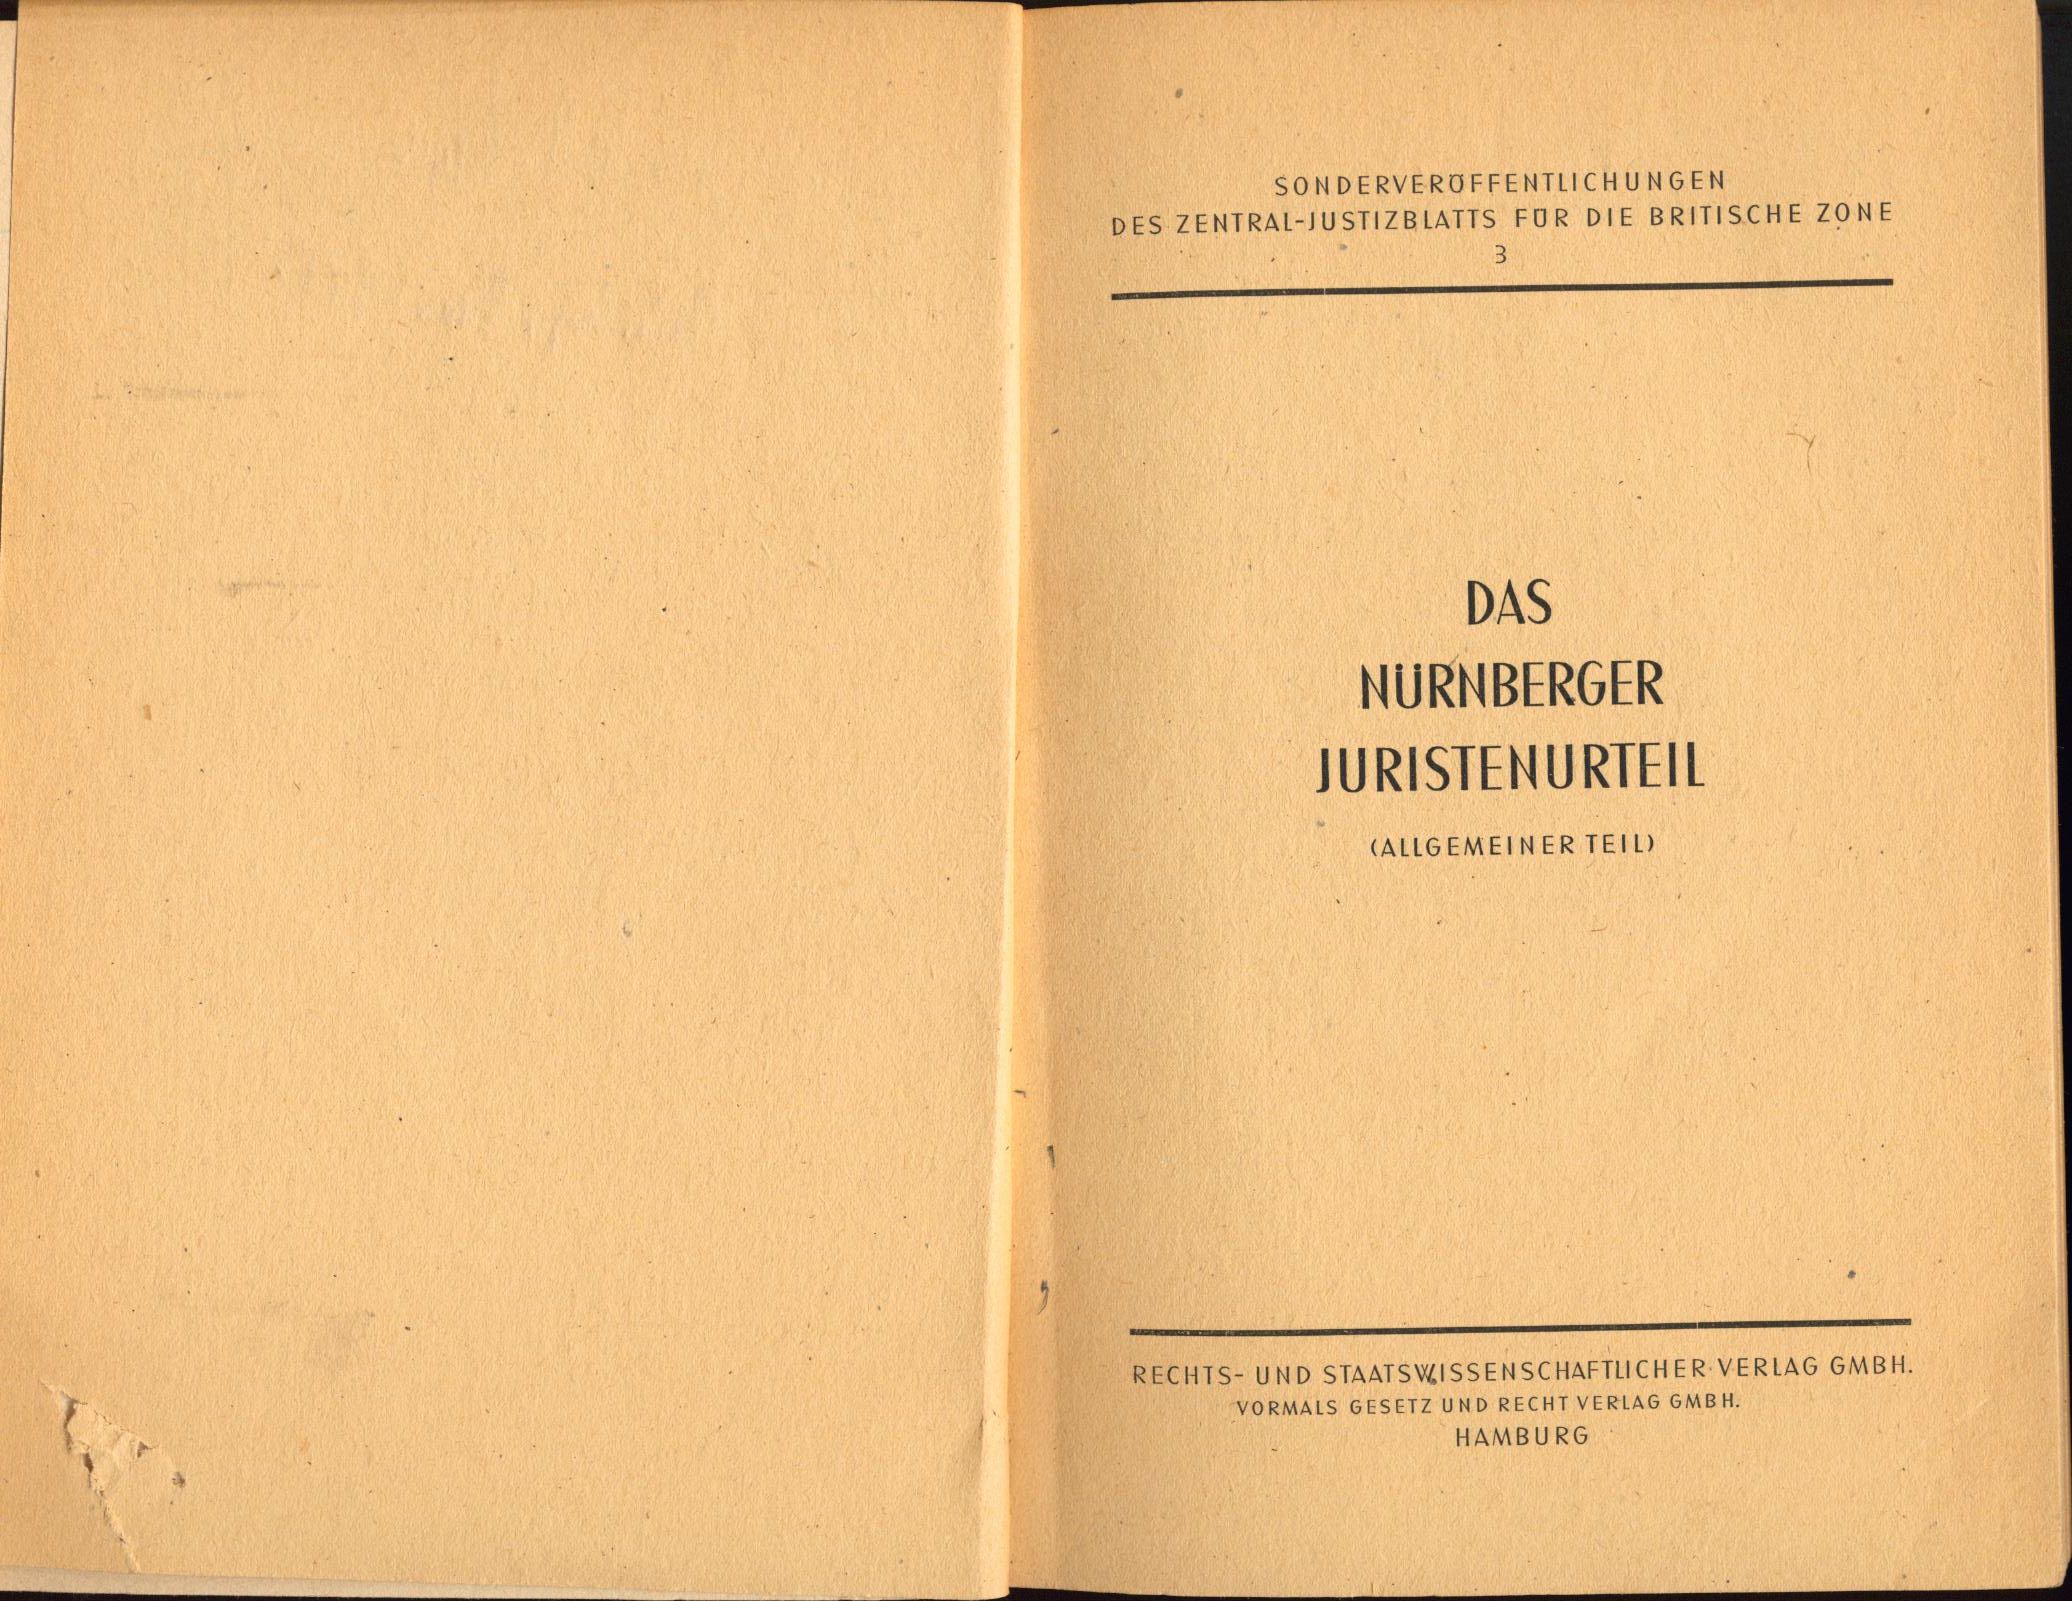 SONDERVERÖFFENTLICHUNGEN
DES ZENTRAL-JUSTIZBLATTS FÜR DIE BRITISCHE ZONE
3
DAS
NÜRNBERGER
JURISTENURTEIL
(ALLGEMEINER TEIL)
RECHTS- UND STAATSWISSENSCHAFTLICHER VERLAG GMBH.
VORMALS GESETZ UND RECHT VERLAG GMBH.
HAMBURG